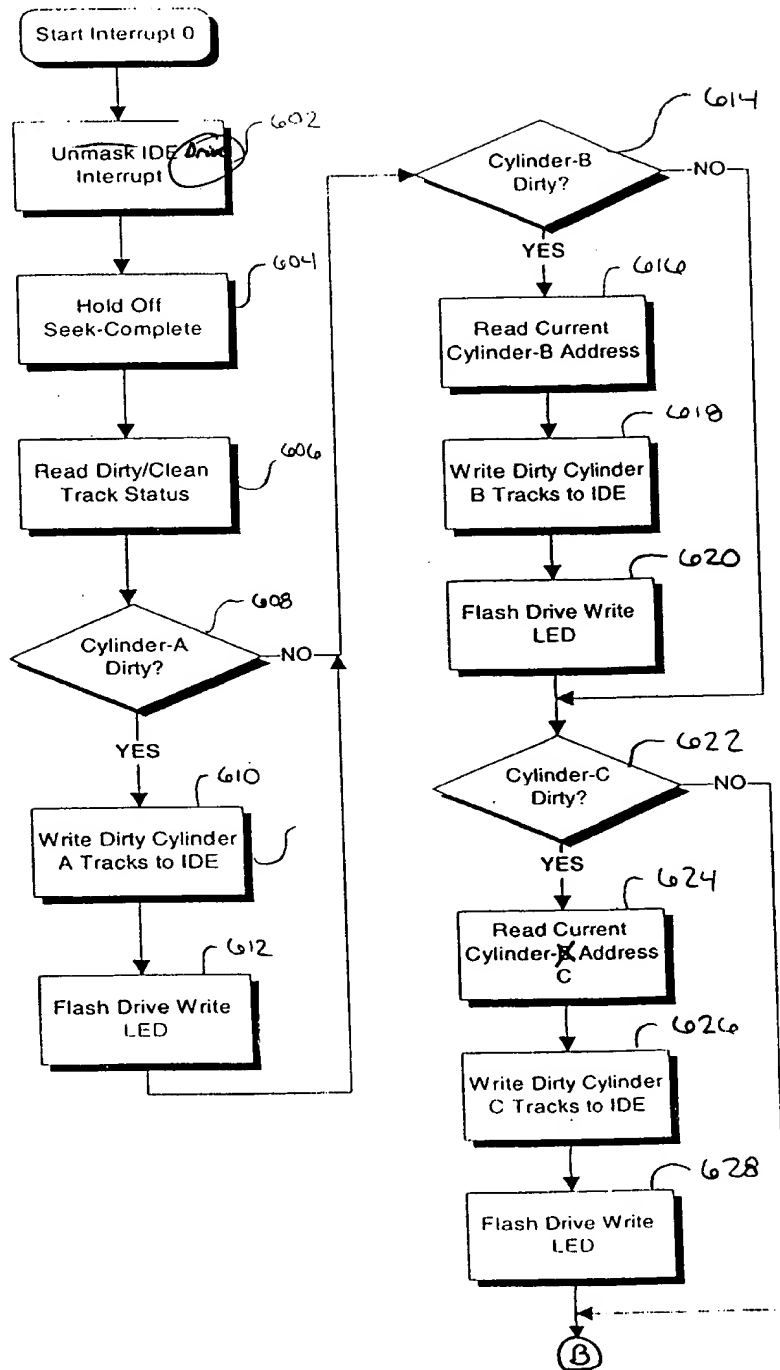 Start Interrupt 0
602
Unmask IDE Drive
Interrupt
604
Hold Off
Seek-Complete
606
Read Dirty/Clean
Track Status
608
Cylinder-A
Dirty?
NO
YES
610
Write Dirty Cylinder
A Tracks to IDE
612
Flash Drive Write
LED
614
Cylinder-B
Dirty?
NO
YES
616
Read Current
Cylinder-B Address
618
Write Dirty Cylinder
B Tracks to IDE
620
Flash Drive Write
LED
622
Cylinder-C
Dirty?
NO
YES
624
Read Current
Cylinder-B Address
C
626
Write Dirty Cylinder
C Tracks to IDE
628
Flash Drive Write
LED
B